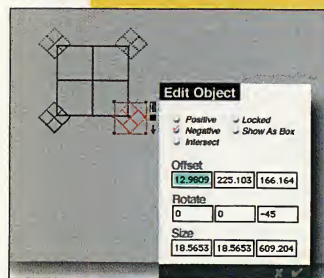 Edit Object
Positive Locked
Negative Show As Box
Intersect
Offset
12.9809 225.103 166.164
Rotate
0 0 -45
Size
18.5653 18.5653 609.204